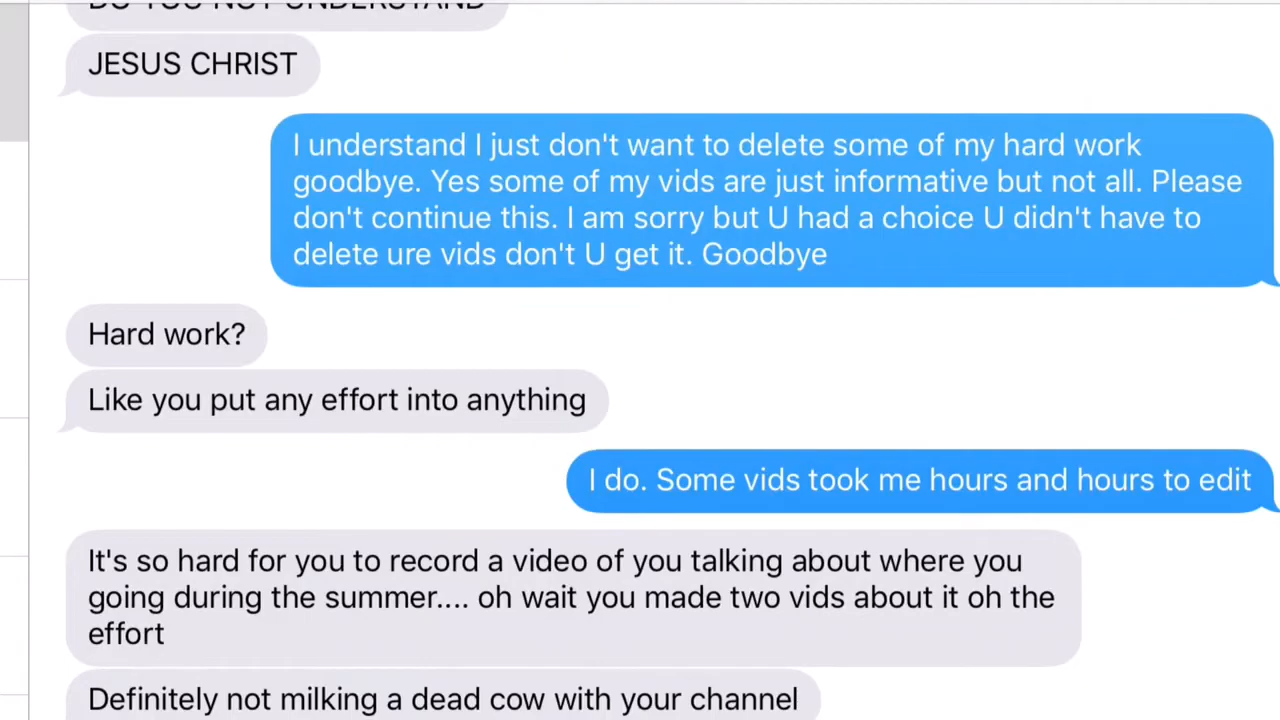 DO YOU NOT UNDERSTAND
JESUS CHRIST
I understand I just don't want to delete some of my hard work
goodbye. Yes some of my vids are just informative but not all. Please
don't continue this. I am sorry but U had a choice U didn't have to
delete ure vids don't U get it. Goodbye
Hard work?
Like you put any effort into anything
I do. Some vids took me hours and hours to edit
It's so hard for you to record a video of you talking about where you
going during the summer.... oh wait you made two vids about it oh the
effort
Definitely not milking a dead cow with your channel